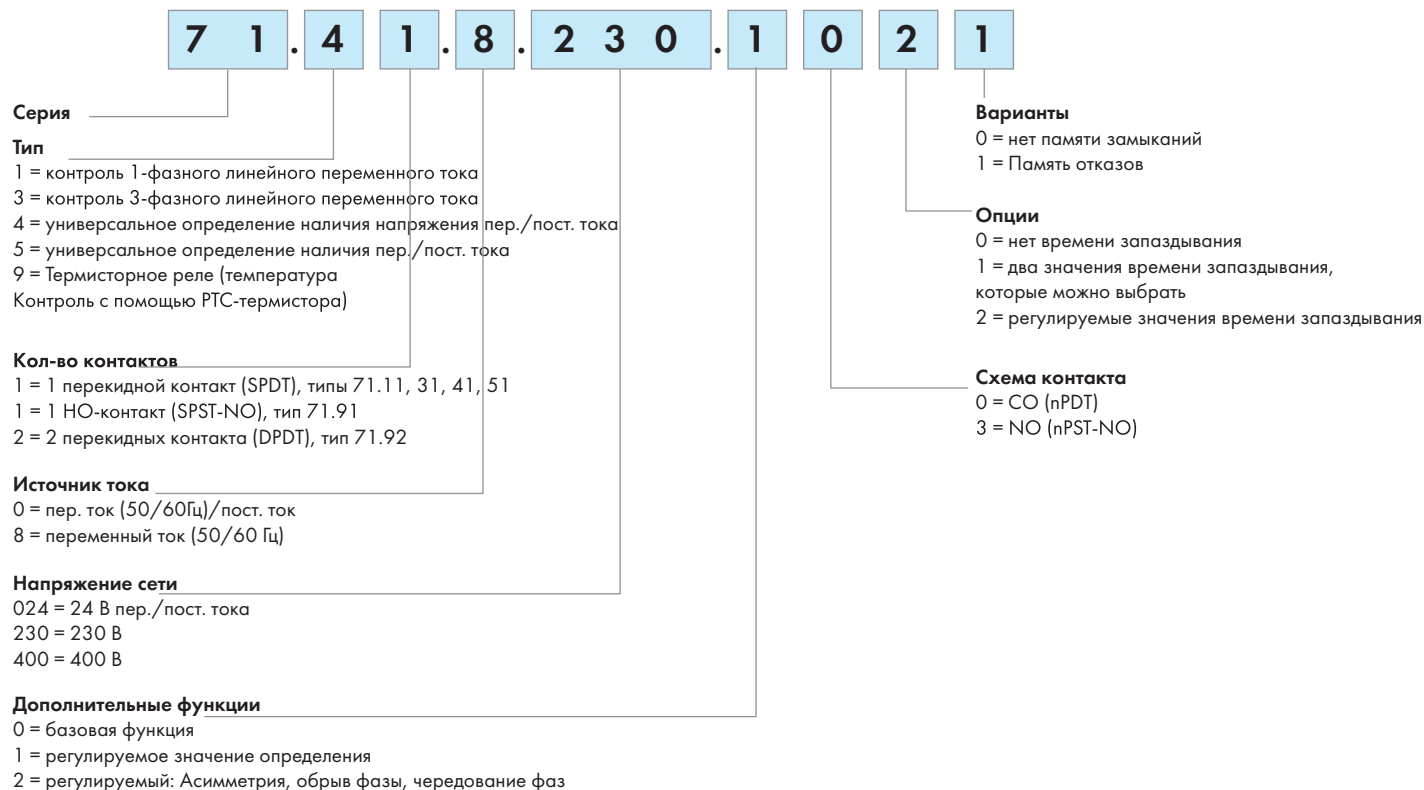 7 1 . 4 1 . 8 . 2 3 0 . 1 0 2 1
Серия
Тип
1 = контроль 1-фазного линейного переменного тока
3 = контроль 3-фазного линейного переменного тока
4 = универсальное определение наличия напряжения пер./пост. тока
5 = универсальное определение наличия пер./пост. тока
9 = Термисторное реле (температура
Контроль с помощью РТС-термистора)
Кол-во контактов
1 = 1 перекидной контакт (SPDT), типы 71.11, 31, 41, 51
1 = 1 НО-контакт (SPST-NO), тип 71.91
2 = 2 перекидных контакта (DPDT), тип 71.92
Источник тока
0 = пер. ток (50/60Гц)/пост. ток
8 = переменный ток (50/60 Гц)
Напряжение сети
024 = 24 В пер./пост. тока
230 = 230 В
400 = 400 В
Дополнительные функции
0 = базовая функция
1 = регулируемое значение определения
2 = регулируемый: Асимметрия, обрыв фазы, чередование фаз
Варианты
0 = нет памяти замыканий
1 = Память отказов
Опции
0 = нет времени запаздывания
1 = два значения времени запаздывания,
которые можно выбрать
2 = регулируемые значения времени запаздывания
Схема контакта
0 = CO (nPDT)
3 = NO (nPST-NO)